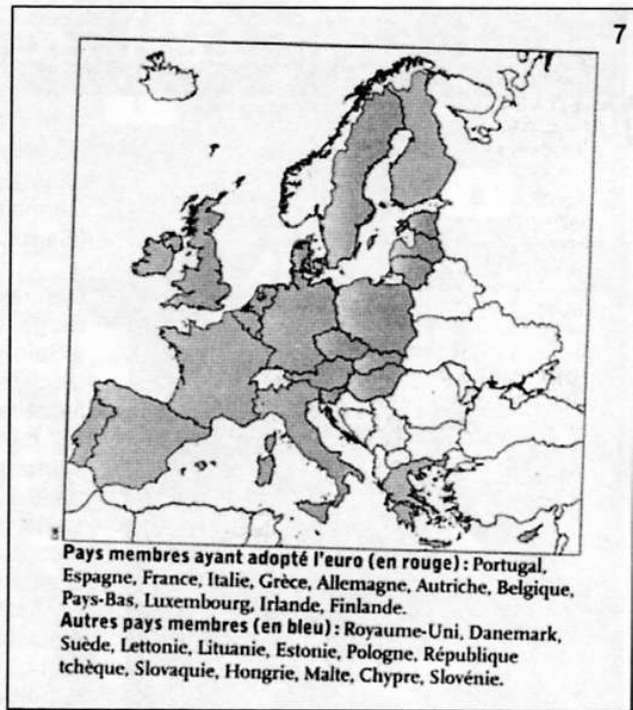 7
Pays membres ayant adopté l'euro (en rouge) : Portugal,
Espagne, France, Italie, Grèce, Allemagne, Autriche, Belgique,
Pays-Bas, Luxembourg, Irlande, Finlande.
Autres pays membres (en bleu) : Royaume-Uni, Danemark,
Suède, Lettonie, Lituanie, Estonie, Pologne, République
tchèque, Slovaquie, Hongrie, Malte, Chypre, Slovénie.